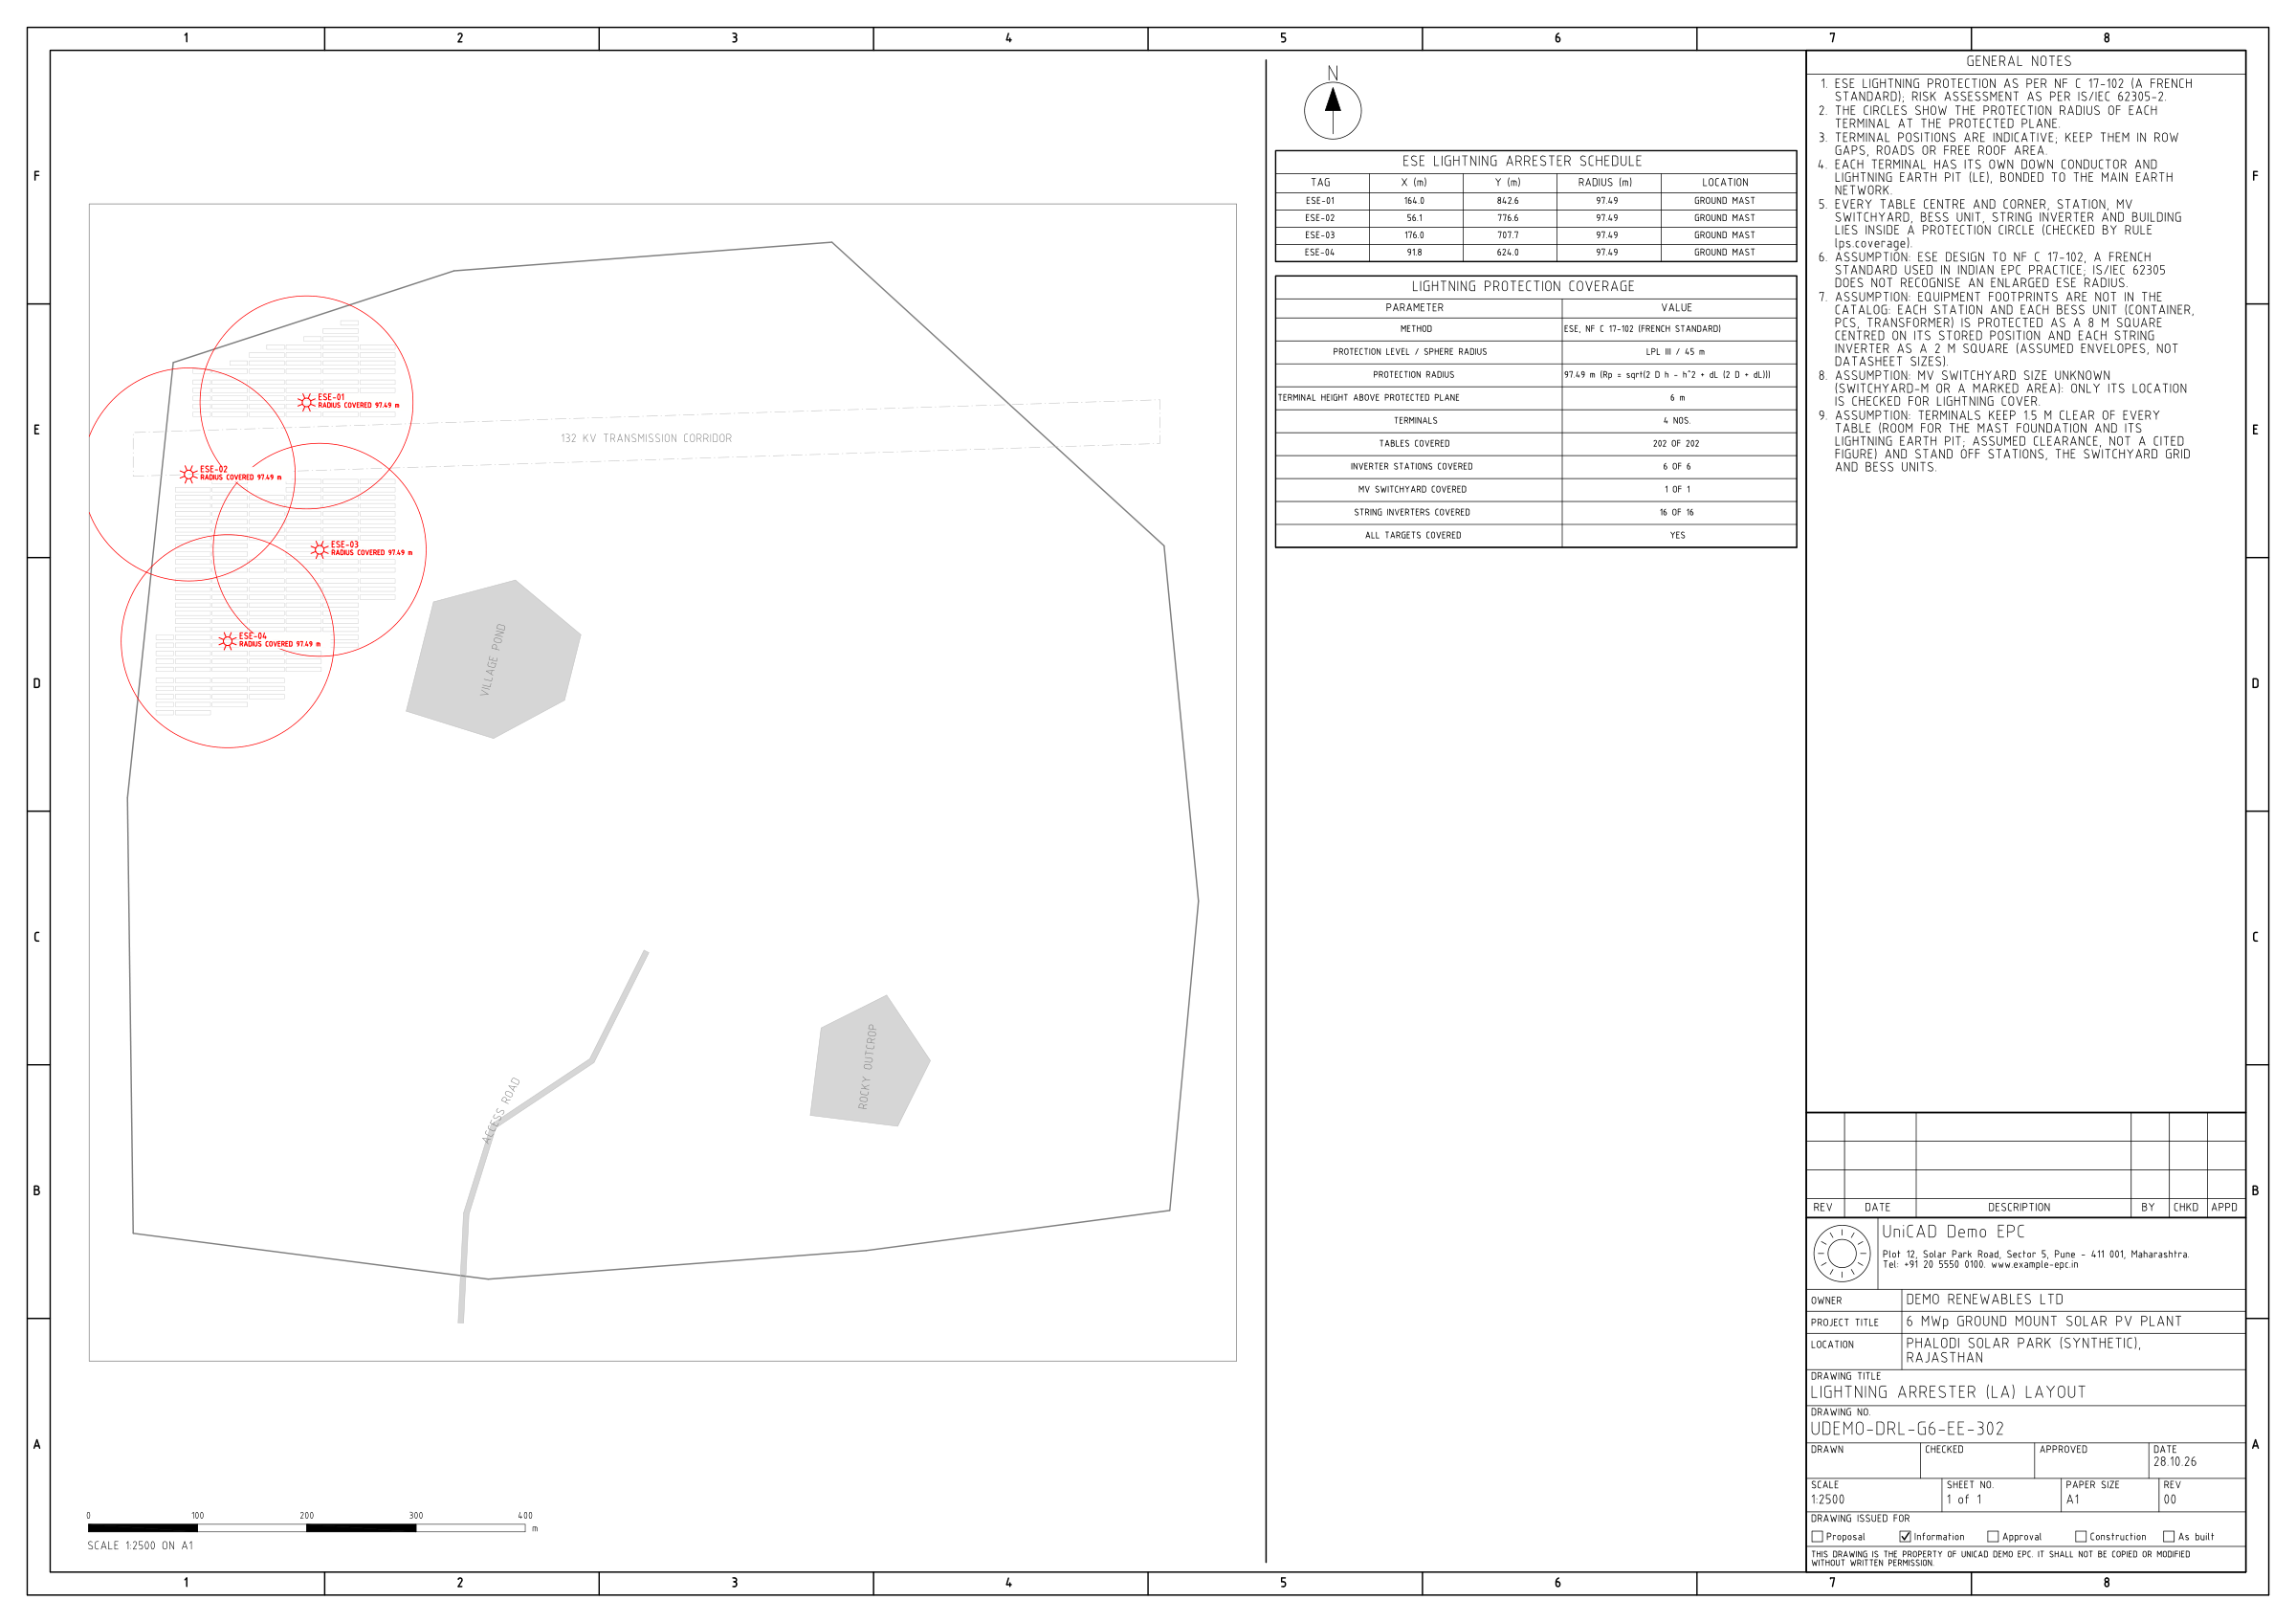 1 2 3 4 5 6 7 8
F
E
D
C
B
A
ESE-01
RADIUS COVERED 97.49 m
132 KV TRANSMISSION CORRIDOR
ESE-02
RADIUS COVERED 97.49 m
ESE-03
RADIUS COVERED 97.49 m
ESE-04
RADIUS COVERED 97.49 m
VILLAGE POND
ACCESS ROAD
ROCKY OUTCROP
0 100 200 300 400 m
SCALE 1:2500 ON A1
N
ESE LIGHTNING ARRESTER SCHEDULE
TAG X (m) Y (m) RADIUS (m) LOCATION
ESE-01 164.0 842.6 97.49 GROUND MAST
ESE-02 56.1 776.6 97.49 GROUND MAST
ESE-03 176.0 707.7 97.49 GROUND MAST
ESE-04 91.8 624.0 97.49 GROUND MAST
LIGHTNING PROTECTION COVERAGE
PARAMETER VALUE
METHOD ESE, NF C 17-102 (FRENCH STANDARD)
PROTECTION LEVEL / SPHERE RADIUS LPL III / 45 m
PROTECTION RADIUS 97.49 m (Rp = sqrt(2 D h - h^2 + dL (2 D + dL)))
TERMINAL HEIGHT ABOVE PROTECTED PLANE 6 m
TERMINALS 4 NOS.
TABLES COVERED 202 OF 202
INVERTER STATIONS COVERED 6 OF 6
MV SWITCHYARD COVERED 1 OF 1
STRING INVERTERS COVERED 16 OF 16
ALL TARGETS COVERED YES
GENERAL NOTES
1. ESE LIGHTNING PROTECTION AS PER NF C 17-102 (A FRENCH
STANDARD); RISK ASSESSMENT AS PER IS/IEC 62305-2.
2. THE CIRCLES SHOW THE PROTECTION RADIUS OF EACH
TERMINAL AT THE PROTECTED PLANE.
3. TERMINAL POSITIONS ARE INDICATIVE; KEEP THEM IN ROW
GAPS, ROADS OR FREE ROOF AREA.
4. EACH TERMINAL HAS ITS OWN DOWN CONDUCTOR AND
LIGHTNING EARTH PIT (LE), BONDED TO THE MAIN EARTH
NETWORK.
5. EVERY TABLE CENTRE AND CORNER, STATION, MV
SWITCHYARD, BESS UNIT, STRING INVERTER AND BUILDING
LIES INSIDE A PROTECTION CIRCLE (CHECKED BY RULE
lps.coverage).
6. ASSUMPTION: ESE DESIGN TO NF C 17-102, A FRENCH
STANDARD USED IN INDIAN EPC PRACTICE; IS/IEC 62305
DOES NOT RECOGNISE AN ENLARGED ESE RADIUS.
7. ASSUMPTION: EQUIPMENT FOOTPRINTS ARE NOT IN THE
CATALOG: EACH STATION AND EACH BESS UNIT (CONTAINER,
PCS, TRANSFORMER) IS PROTECTED AS A 8 M SQUARE
CENTRED ON ITS STORED POSITION AND EACH STRING
INVERTER AS A 2 M SQUARE (ASSUMED ENVELOPES, NOT
DATASHEET SIZES).
8. ASSUMPTION: MV SWITCHYARD SIZE UNKNOWN
(SWITCHYARD-M OR A MARKED AREA): ONLY ITS LOCATION
IS CHECKED FOR LIGHTNING COVER.
9. ASSUMPTION: TERMINALS KEEP 1.5 M CLEAR OF EVERY
TABLE (ROOM FOR THE MAST FOUNDATION AND ITS
LIGHTNING EARTH PIT; ASSUMED CLEARANCE, NOT A CITED
FIGURE) AND STAND OFF STATIONS, THE SWITCHYARD GRID
AND BESS UNITS.
REV DATE DESCRIPTION BY CHKD APPD
UniCAD Demo EPC
Plot 12, Solar Park Road, Sector 5, Pune - 411 001, Maharashtra.
Tel: +91 20 5550 0100. www.example-epc.in
OWNER DEMO RENEWABLES LTD
PROJECT TITLE 6 MWp GROUND MOUNT SOLAR PV PLANT
LOCATION PHALODI SOLAR PARK (SYNTHETIC),
RAJASTHAN
DRAWING TITLE
LIGHTNING ARRESTER (LA) LAYOUT
DRAWING NO.
UDEMO-DRL-G6-EE-302
DRAWN CHECKED APPROVED DATE
28.10.26
SCALE SHEET NO. PAPER SIZE REV
1:2500 1 of 1 A1 00
DRAWING ISSUED FOR
Proposal Information Approval Construction As built
THIS DRAWING IS THE PROPERTY OF UNICAD DEMO EPC. IT SHALL NOT BE COPIED OR MODIFIED
WITHOUT WRITTEN PERMISSION.
F
E
D
C
B
A
1 2 3 4 5 6 7 8